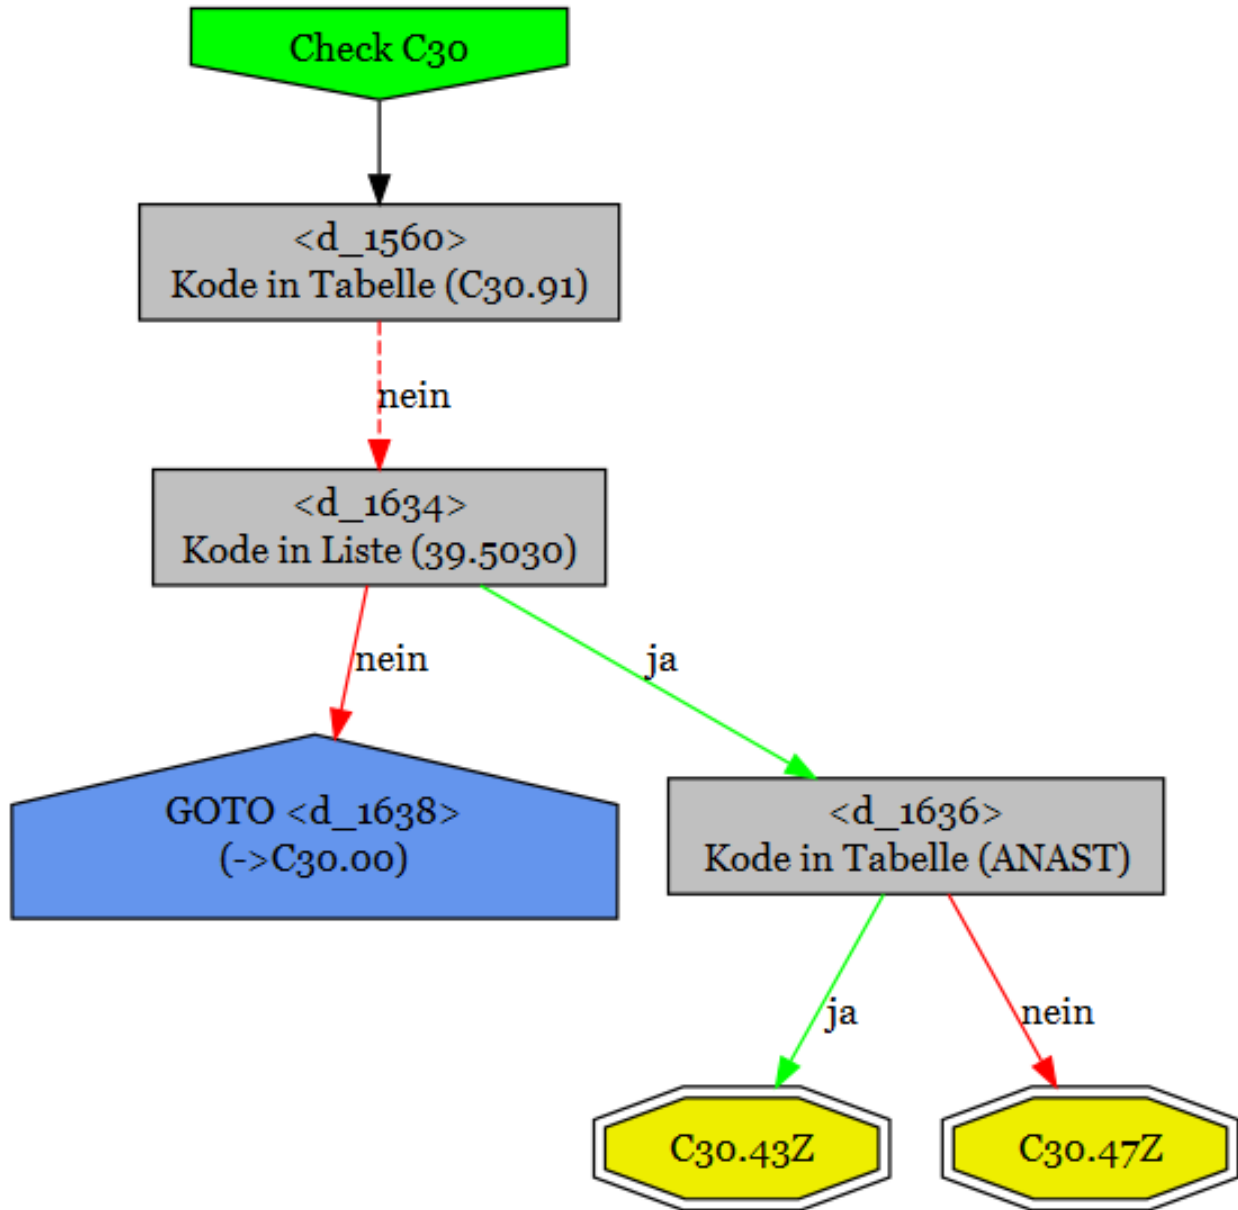 Check C30
<d_1560>
Kode in Tabelle (C30.91)
nein
<d_1634>
Kode in Liste (39.5030)
nein
ja
GOTO <d_1638>
(->C30.00)
<d_1636>
Kode in Tabelle (ANAST)
ja
nein
C30.43Z
C30.47Z